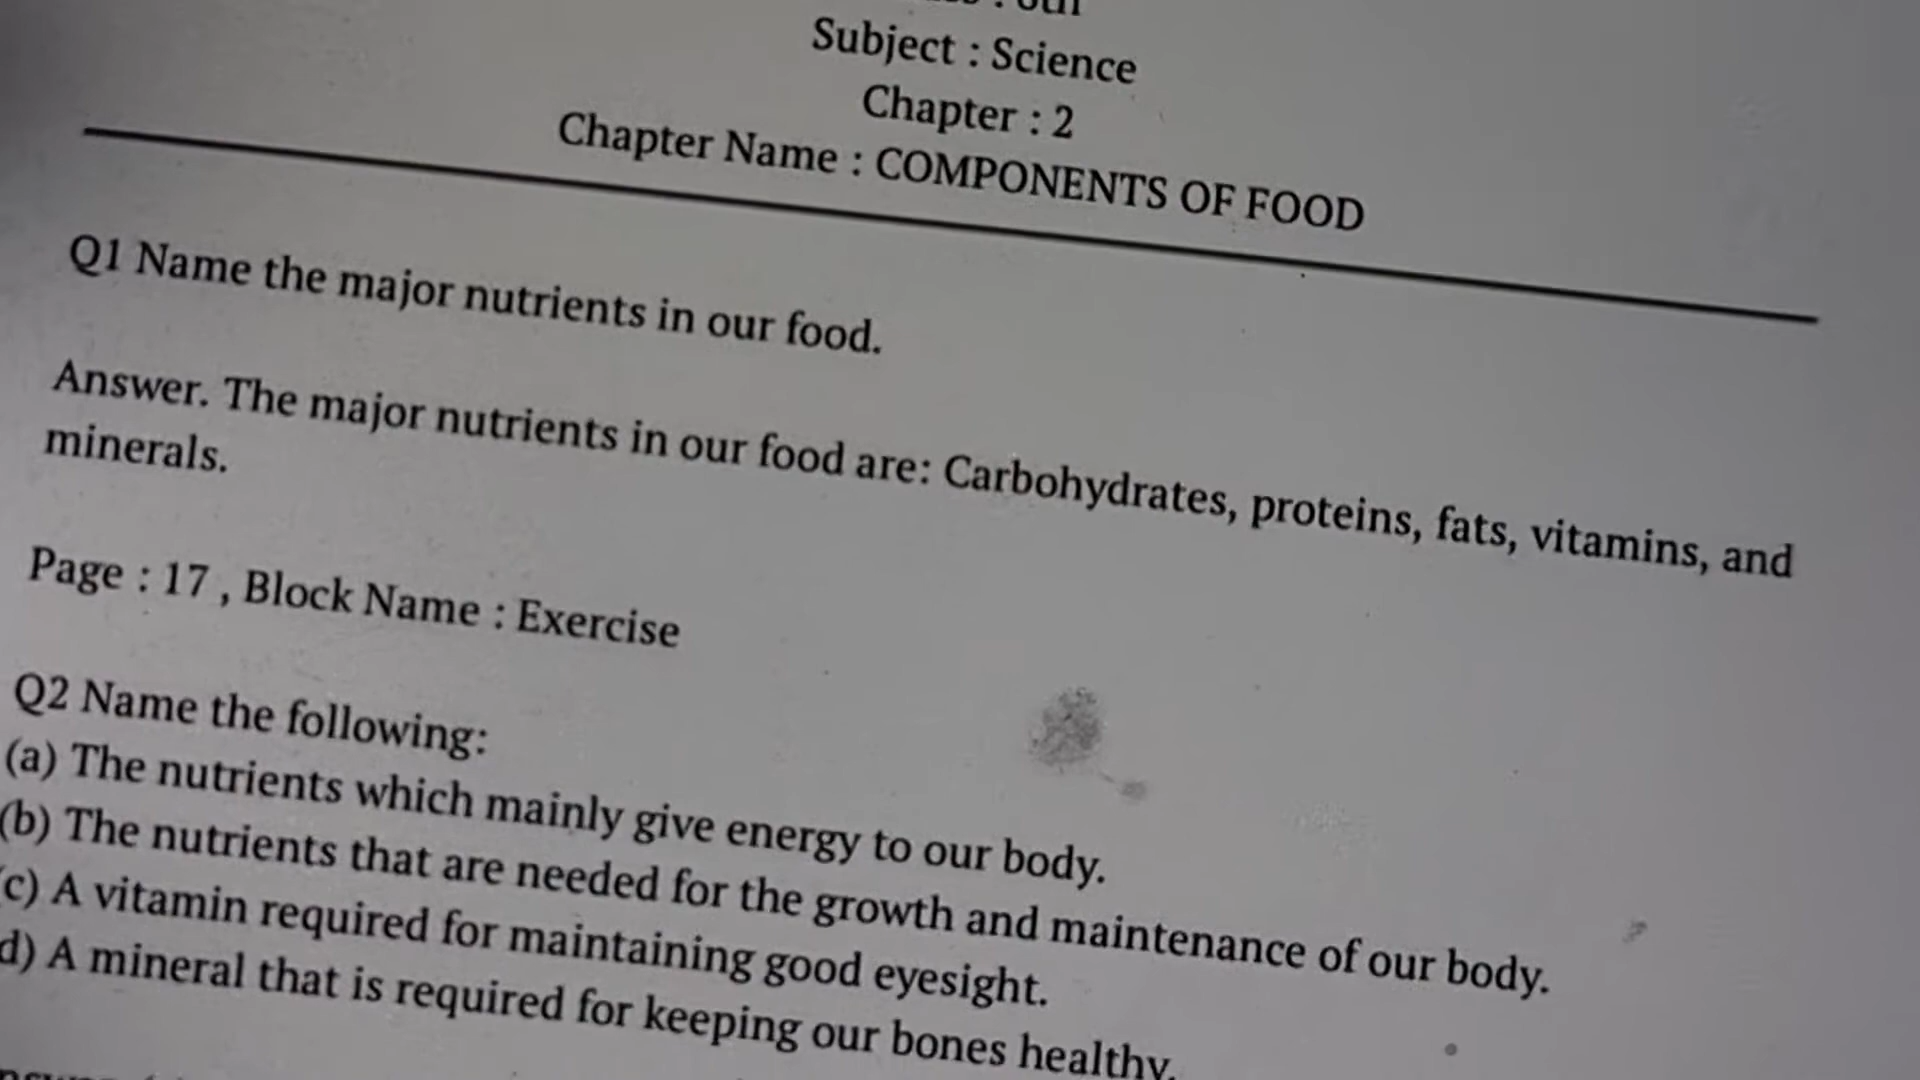 Subject : Science
Chapter : 2
Chapter Name : COMPONENTS OF FOOD
Q1 Name the major nutrients in our food.
Answer. The major nutrients in our food are: Carbohydrates, proteins, fats, vitamins, and
minerals.
Page : 17 , Block Name : Exercise
Q2 Name the following:
(a) The nutrients which mainly give energy to our body.
(b) The nutrients that are needed for the growth and maintenance of our body.
c) A vitamin required for maintaining good eyesight.
d) A mineral that is required for keeping our bones healthy.